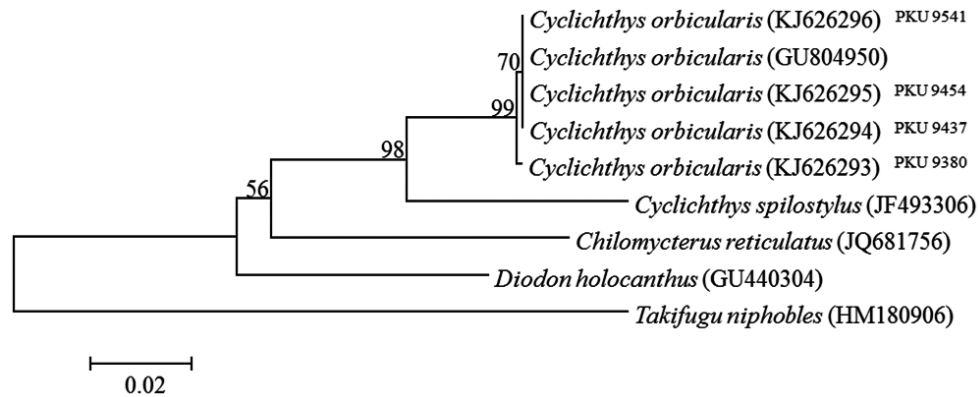 Cyclichthys orbicularis (KJ626296) PKU 9541
Cyclichthys orbicularis (GU804950)
70
Cyclichthys orbicularis (KJ626295) PKU 9454
99
Cyclichthys orbicularis (KJ626294) PKU 9437
98
Cyclichthys orbicularis (KJ626293) PKU 9380
56
Cyclichthys spilostylus (JF493306)
Chilomycterus reticulatus (JQ681756)
Diodon holocanthus (GU440304)
Takifugu niphobles (HM180906)
0.02